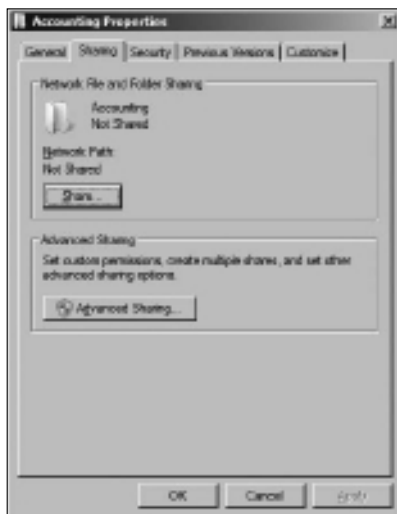 Accounting Properties
General Sharing Security Previous Versions Customize
Network File and Folder Sharing
Accounting
Not Shared
Network Path:
Not Shared
Share...
Advanced Sharing
Set custom permissions, create multiple shares, and set other
advanced sharing options.
Advanced Sharing...
OK Cancel Apply